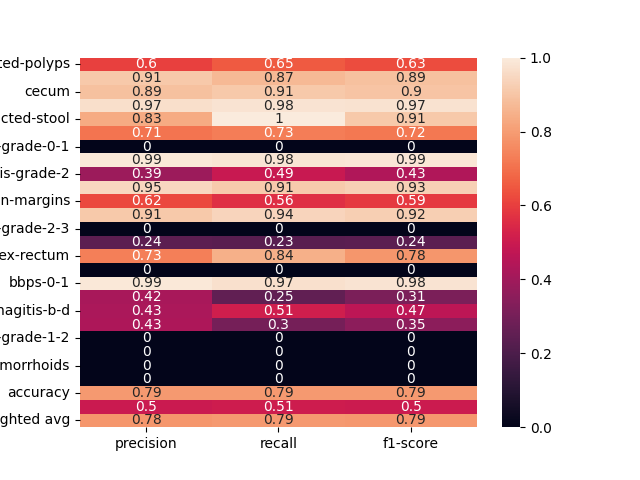 ted-polyps 0.6 0.65 0.63
0.91 0.87 0.89
cecum 0.89 0.91 0.9
0.97 0.98 0.97
cted-stool 0.83 1 0.91
0.71 0.73 0.72
-grade-0-1 0 0 0
0.99 0.98 0.99
is-grade-2 0.39 0.49 0.43
0.95 0.91 0.93
n-margins 0.62 0.56 0.59
0.91 0.94 0.92
-grade-2-3 0 0 0
0.24 0.23 0.24
ex-rectum 0.73 0.84 0.78
0 0 0
bbps-0-1 0.99 0.97 0.98
0.42 0.25 0.31
nagitis-b-d 0.43 0.51 0.47
0.43 0.3 0.35
-grade-1-2 0 0 0
0 0 0
morrhoids 0 0 0
0 0 0
accuracy 0.79 0.79 0.79
0.5 0.51 0.5
ghted avg 0.78 0.79 0.79
precision recall f1-score
1.0
0.8
0.6
0.4
0.2
0.0